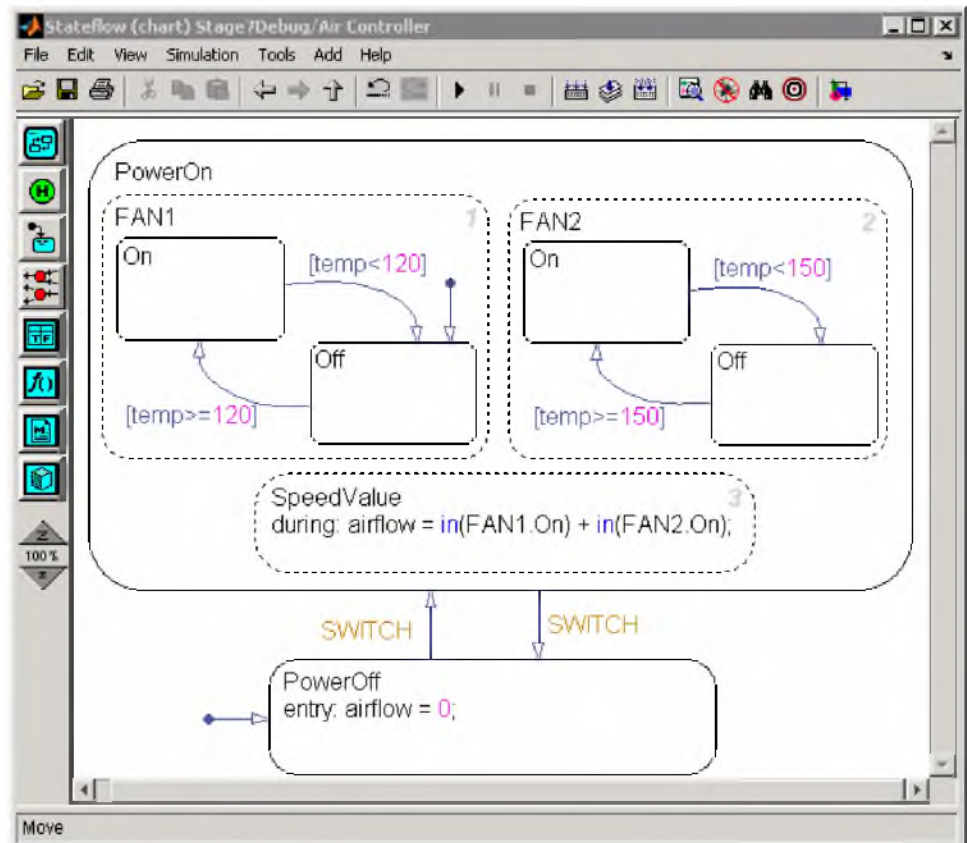 Stateflow (chart) Stage7Debug/Air Controller
File Edit View Simulation Tools Add Help
PowerOn
FAN1 1
On
[temp<120]
Off
[temp>=120]
FAN2 2
On
[temp<150]
Off
[temp>=150]
SpeedValue 3
during: airflow = in(FAN1.On) + in(FAN2.On);
SWITCH
SWITCH
PowerOff
entry: airflow = 0;
H
TF
f()
M
Z
100 %
Move